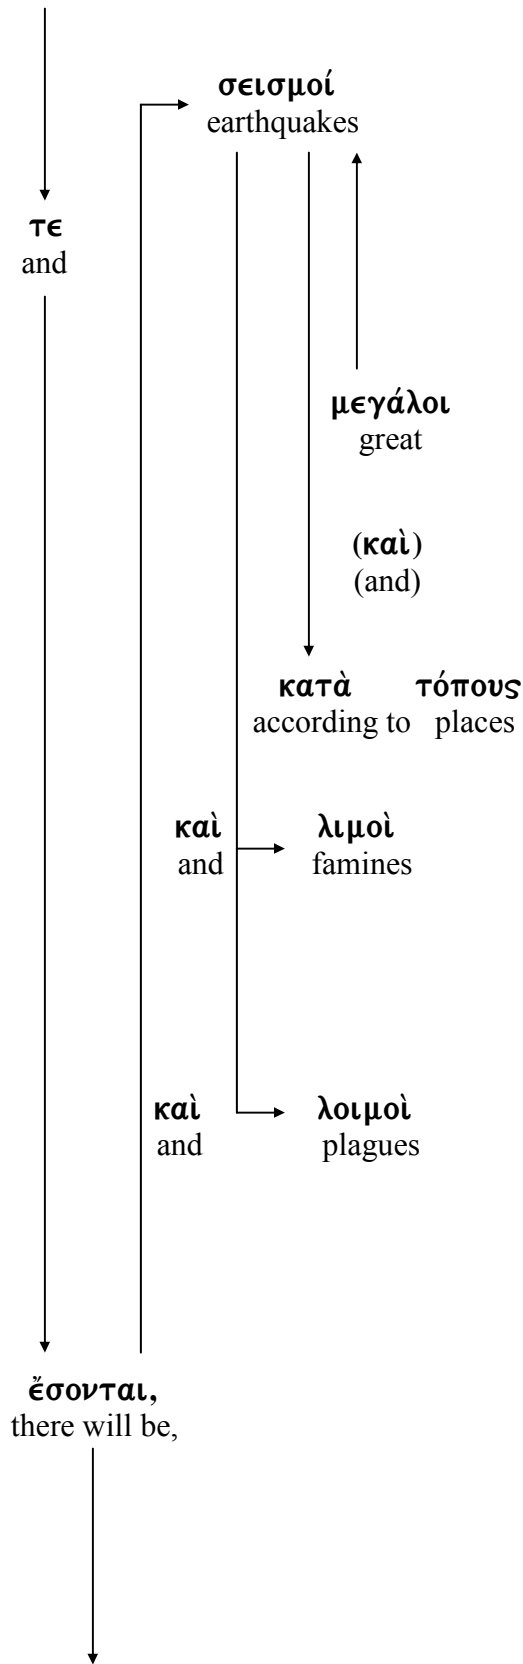 σεισμοί
earthquakes
τε
and
μεγάλοι
great
(καὶ)
(and)
κατὰ τόπους
according to places
καὶ λιμοὶ
and famines
καὶ λοιμοὶ
and plagues
ἔσονται,
there will be,